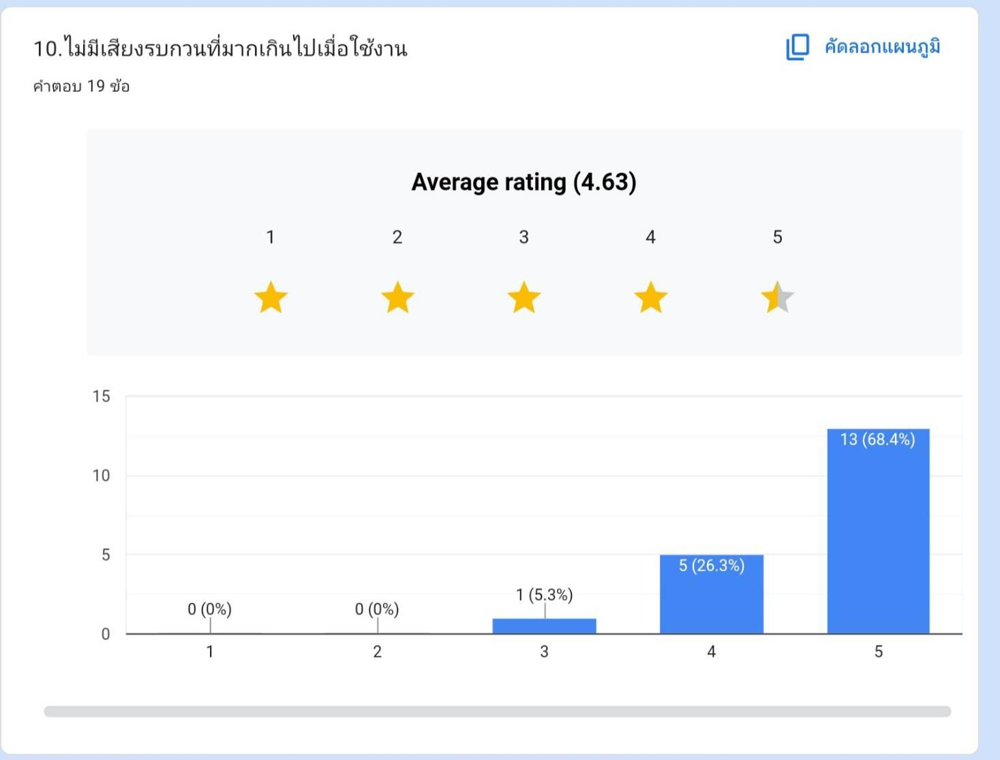 10.ไม่มีเสียงรบกวนที่มากเกินไปเมื่อใช้งาน
คัดลอกแผนภูมิ
คำตอบ 19 ข้อ
Average rating (4.63)
1 2 3 4 5
15
13 (68.4%)
10
5
5 (26.3%)
1 (5.3%)
0 (0%) 0 (0%)
0
1 2 3 4 5